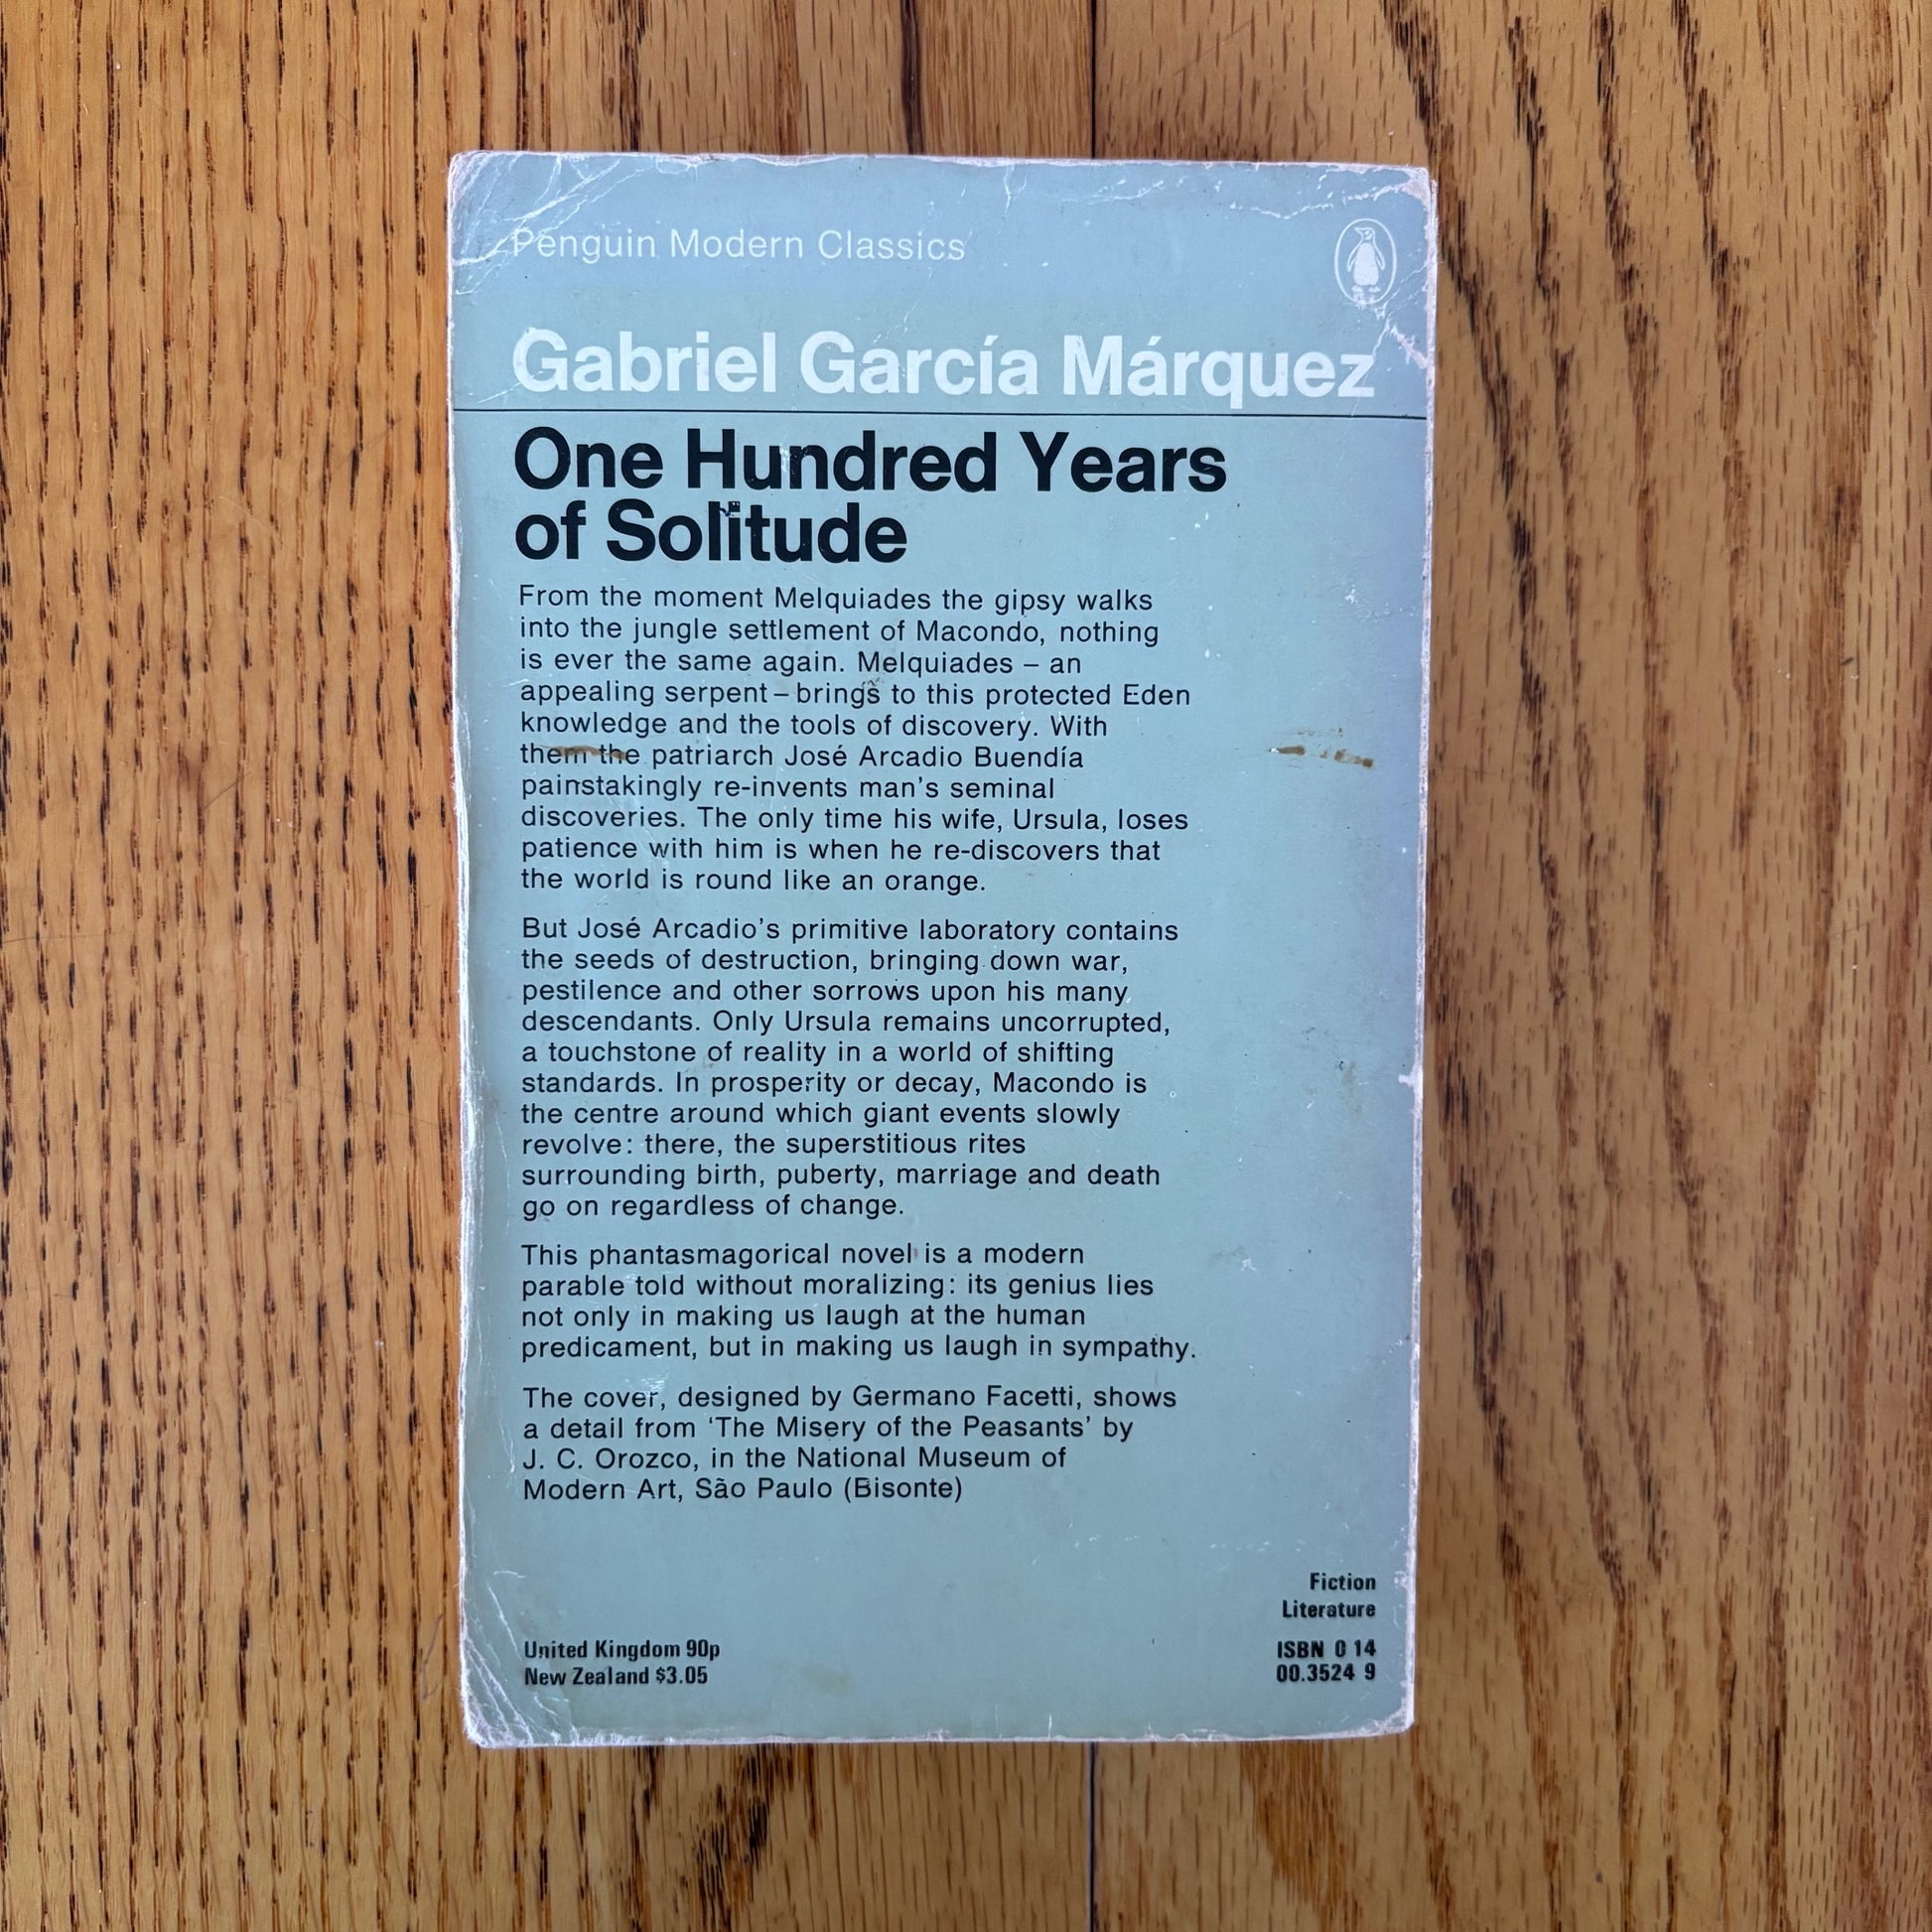 Penguin Modern Classics
Gabriel García Márquez
One Hundred Years
of Solitude
From the moment Melquiades the gipsy walks
into the jungle settlement of Macondo, nothing
is ever the same again. Melquiades – an
appealing serpent – brings to this protected Eden
knowledge and the tools of discovery. With
them the patriarch José Arcadio Buendía
painstakingly re-invents man's seminal
discoveries. The only time his wife, Ursula, loses
patience with him is when he re-discovers that
the world is round like an orange.
But José Arcadio's primitive laboratory contains
the seeds of destruction, bringing down war,
pestilence and other sorrows upon his many
descendants. Only Ursula remains uncorrupted,
a touchstone of reality in a world of shifting
standards. In prosperity or decay, Macondo is
the centre around which giant events slowly
revolve: there, the superstitious rites
surrounding birth, puberty, marriage and death
go on regardless of change.
This phantasmagorical novel is a modern
parable told without moralizing: its genius lies
not only in making us laugh at the human
predicament, but in making us laugh in sympathy.
The cover, designed by Germano Facetti, shows
a detail from 'The Misery of the Peasants' by
J. C. Orozco, in the National Museum of
Modern Art, São Paulo (Bisonte)
Fiction
Literature
United Kingdom 90p
New Zealand $3.05
ISBN 0 14
00.3524 9